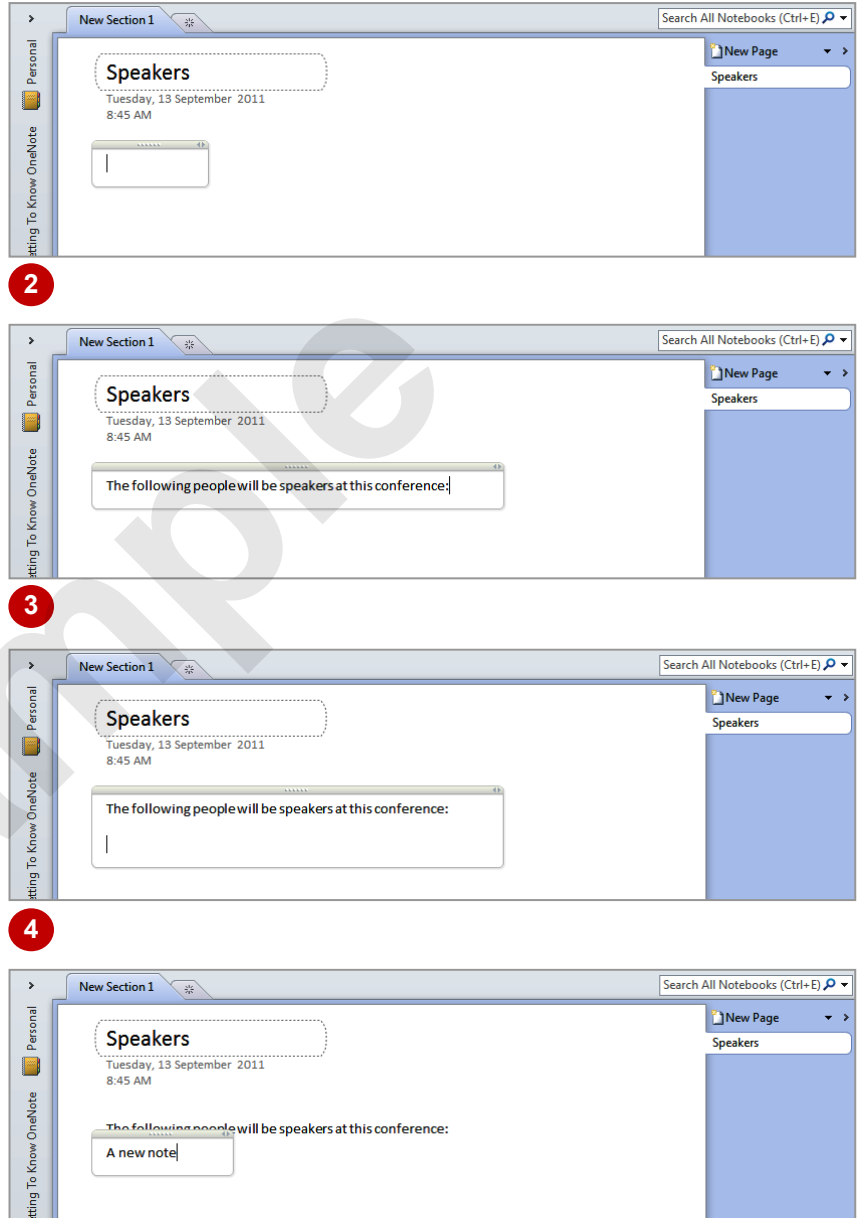 New Section 1
Search All Notebooks (Ctrl+E)
Personal
New Page
Speakers
Speakers
Tuesday, 13 September 2011
8:45 AM
etting To Know OneNote
2
New Section 1
Search All Notebooks (Ctrl+E)
Personal
New Page
Speakers
Speakers
Tuesday, 13 September 2011
8:45 AM
The following people will be speakers at this conference:
etting To Know OneNote
3
New Section 1
Search All Notebooks (Ctrl+E)
Personal
New Page
Speakers
Speakers
Tuesday, 13 September 2011
8:45 AM
The following people will be speakers at this conference:
etting To Know OneNote
4
New Section 1
Search All Notebooks (Ctrl+E)
Personal
New Page
Speakers
Speakers
Tuesday, 13 September 2011
8:45 AM
The following people will be speakers at this conference:
A new note
etting To Know OneNote
mple